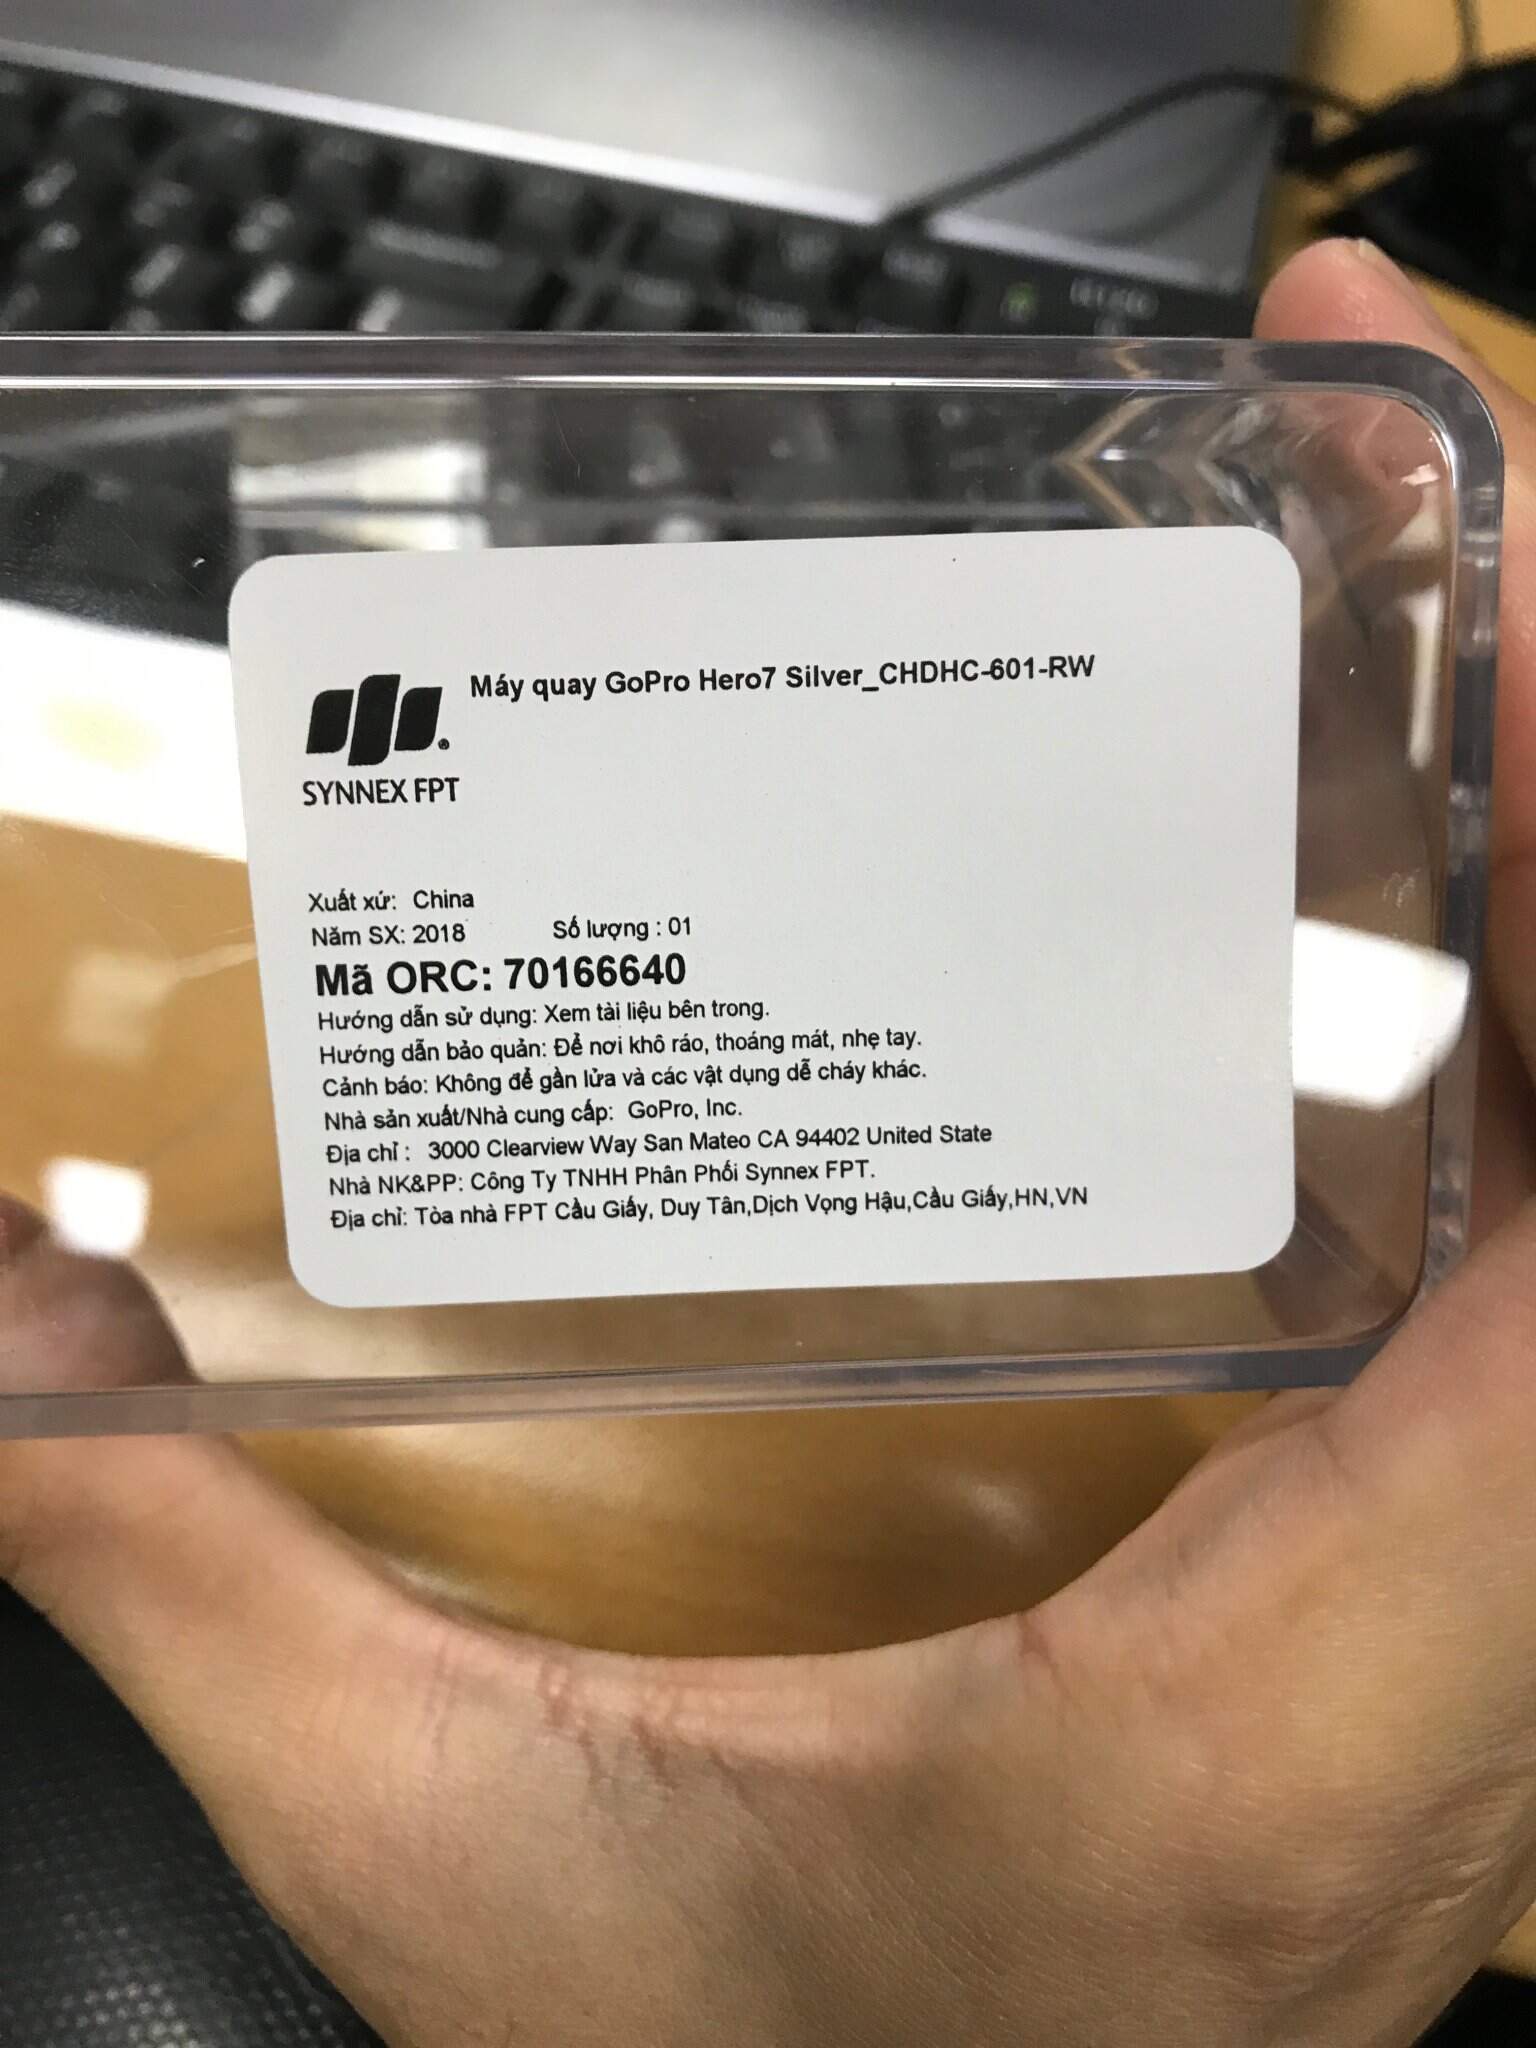 Máy quay GoPro Hero7 Silver_CHDHC-601-RW
SYNNEX FPT
Xuất xứ: China
Năm SX: 2018 Số lượng : 01
Mã ORC: 70166640
Hướng dẫn sử dụng: Xem tài liệu bên trong.
Hướng dẫn bảo quản: Để nơi khô ráo, thoáng mát, nhẹ tay.
Cảnh báo: Không để gần lửa và các vật dụng dễ cháy khác.
Nhà sản xuất/Nhà cung cấp: GoPro, Inc.
Địa chỉ : 3000 Clearview Way San Mateo CA 94402 United State
Nhà NK&PP: Công Ty TNHH Phân Phối Synnex FPT.
Địa chỉ: Tòa nhà FPT Cầu Giấy, Duy Tân,Dịch Vọng Hậu,Cầu Giấy,HN,VN